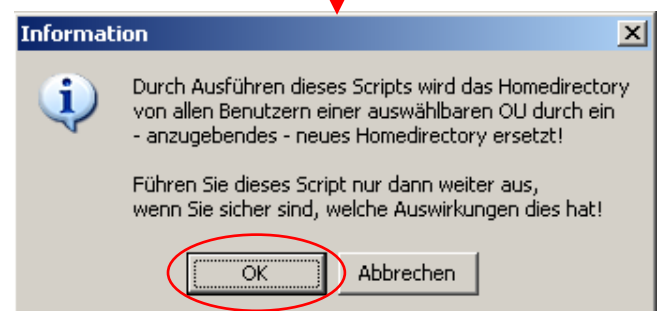 Information
Durch Ausführen dieses Scripts wird das Homedirectory
von allen Benutzern einer auswählbaren OU durch ein
- anzugebendes - neues Homedirectory ersetzt!
Führen Sie dieses Script nur dann weiter aus,
wenn Sie sicher sind, welche Auswirkungen dies hat!
OK
Abbrechen